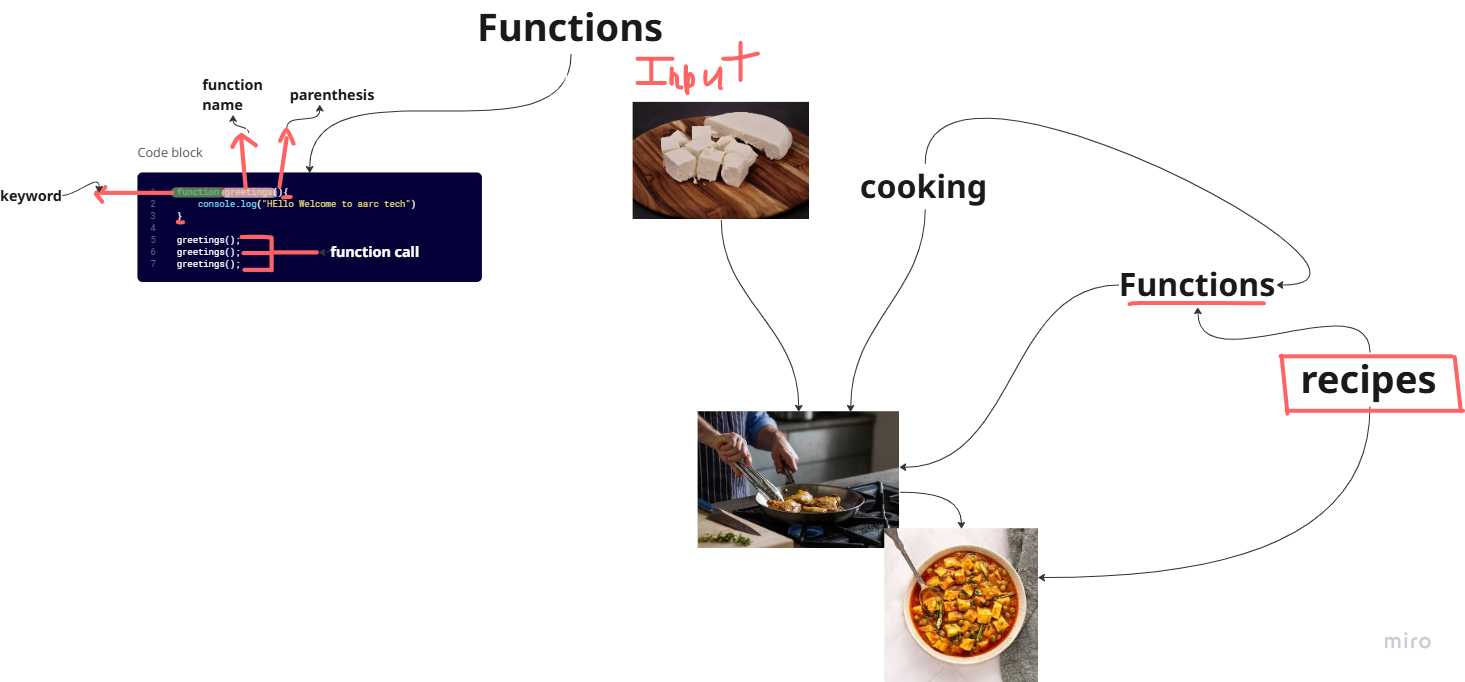 Functions
Input
function
name
parenthesis
Code block
keyword
1 function greetings(){
2 console.log("HEllo Welcome to aarc tech")
3 }
4
5 greetings();
6 greetings();
7 greetings();
function call
cooking
Functions
recipes
miro